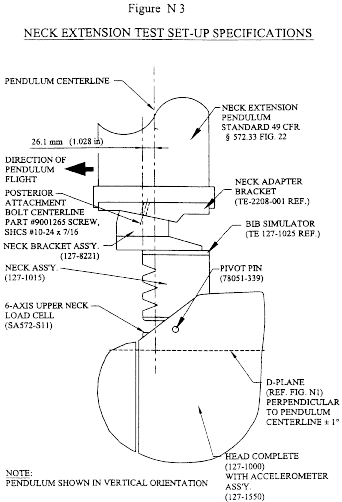 Figure N 3
NECK EXTENSION TEST SET-UP SPECIFICATIONS
PENDULUM CENTERLINE
NECK EXTENSION
PENDULUM
STANDARD 49 CFR
§ 572.33 FIG. 22
26.1 mm (1.028 in)
DIRECTION OF
PENDULUM
FLIGHT
NECK ADAPTER
BRACKET
(TE-2208-001 REF.)
POSTERIOR
ATTACHMENT
BOLT CENTERLINE
PART #9001265 SCREW,
SHCS #10-24 x 7/16
BIB SIMULATOR
(TE 127-1025 REF.)
NECK BRACKET ASS'Y.
(127-8221)
NECK ASS'Y.
(127-1015)
PIVOT PIN
(78051-339)
6-AXIS UPPER NECK
LOAD CELL
(SA572-S11)
D-PLANE
(REF. FIG. N1)
PERPENDICULAR
TO PENDULUM
CENTERLINE ± 1°
HEAD COMPLETE
(127-1000)
WITH ACCELEROMETER
ASS'Y.
(127-1550)
NOTE:
PENDULUM SHOWN IN VERTICAL ORIENTATION